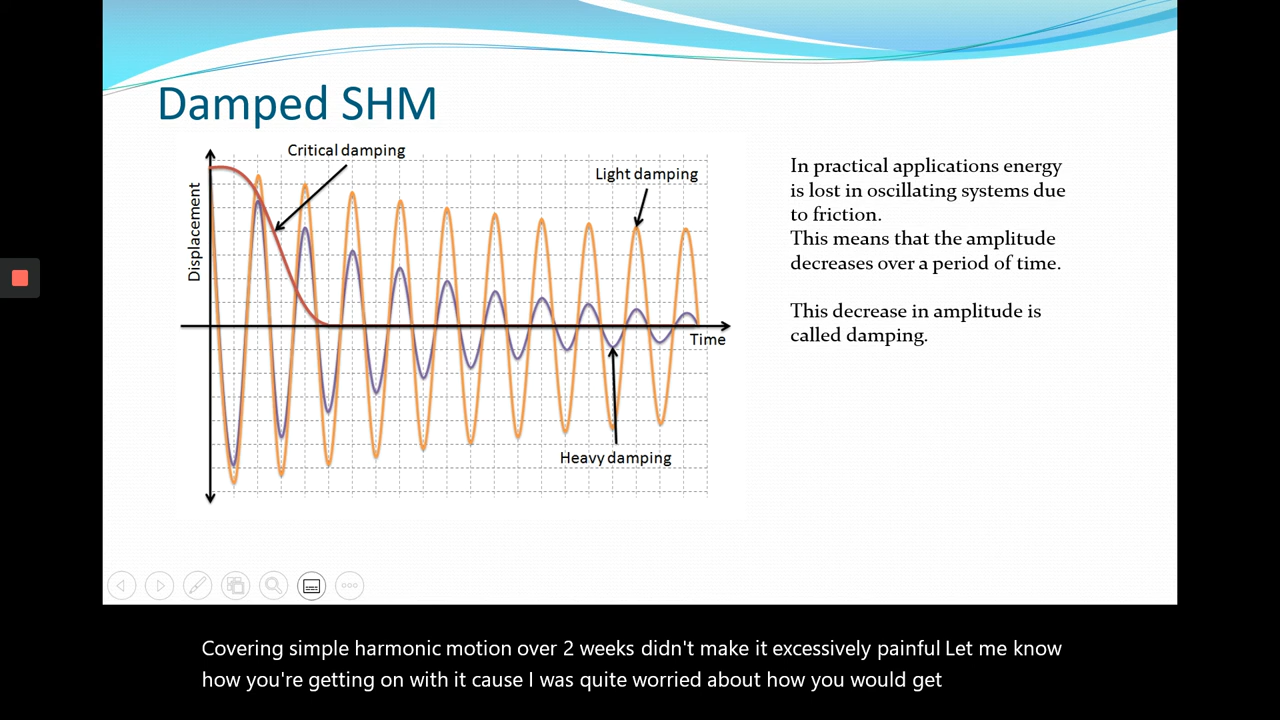 Damped SHM
Critical damping
Light damping
Displacement
Time
Heavy damping
In practical applications energy
is lost in oscillating systems due
to friction.
This means that the amplitude
decreases over a period of time.
This decrease in amplitude is
called damping.
Covering simple harmonic motion over 2 weeks didn't make it excessively painful Let me know
how you're getting on with it cause I was quite worried about how you would get